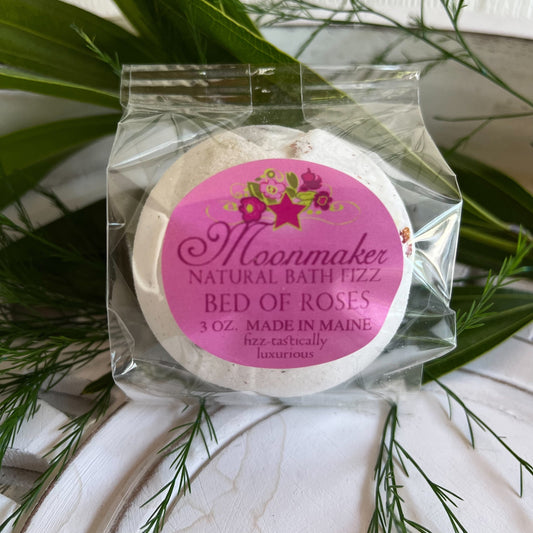 Moonmaker
NATURAL BATH FIZZ
BED OF ROSES
3 OZ. MADE IN MAINE
fizz-tastically
luxurious